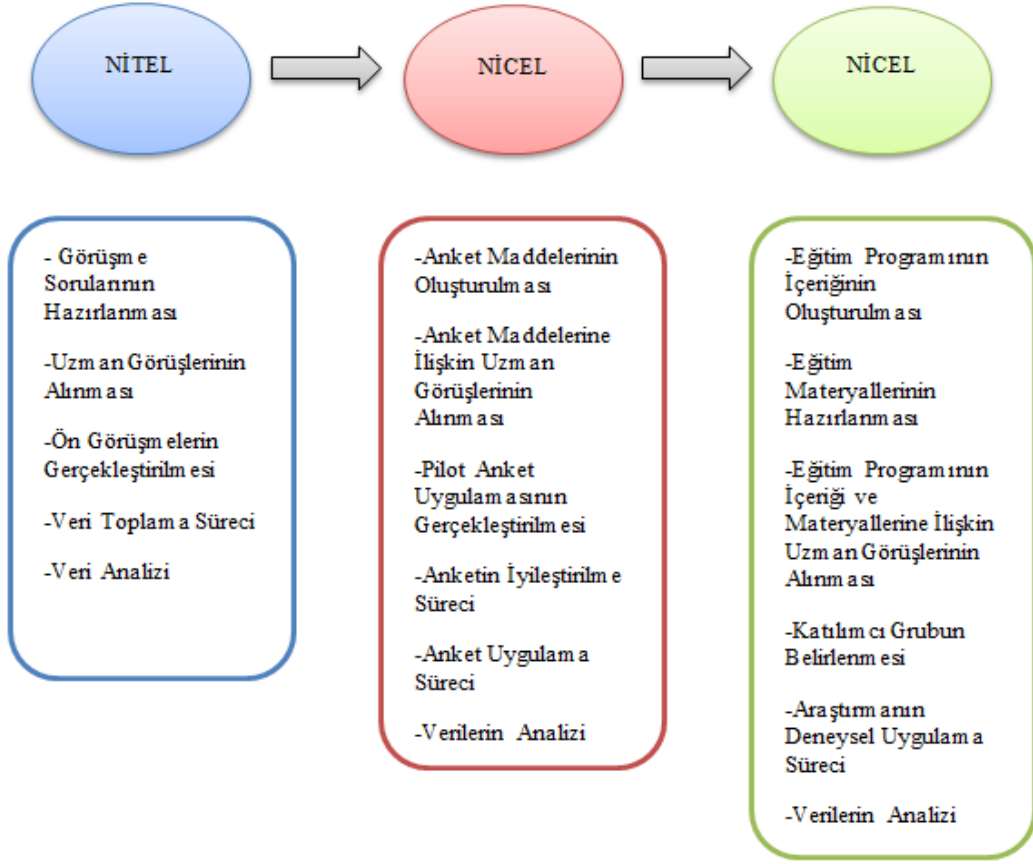 NİTEL
NİCEL
NİCEL
- Görüşme
Sorularının
Hazırlanması
-Uzman Görüşlerinin
Alınması
-Ön Görüşmelerin
Gerçekleştirilmesi
-Veri Toplama Süreci
-Veri Analizi
-Anket Maddelerinin
Oluşturulması
-Anket Maddelerine
İlişkin Uzman
Görüşlerinin
Alınması
-Pilot Anket
Uygulamasının
Gerçekleştirilmesi
-Anketin İyileştirilme
Süreci
-Anket Uygulama
Süreci
-Verilerin Analizi
-Eğitim Programının
İçeriğinin
Oluşturulması
-Eğitim
Materyallerinin
Hazırlanması
-Eğitim Programının
İçeriği ve
Materyallerine İlişkin
Uzman Görüşlerinin
Alınması
-Katılımcı Grubun
Belirlenmesi
-Araştırmanın
Deneysel Uygulama
Süreci
-Verilerin Analizi